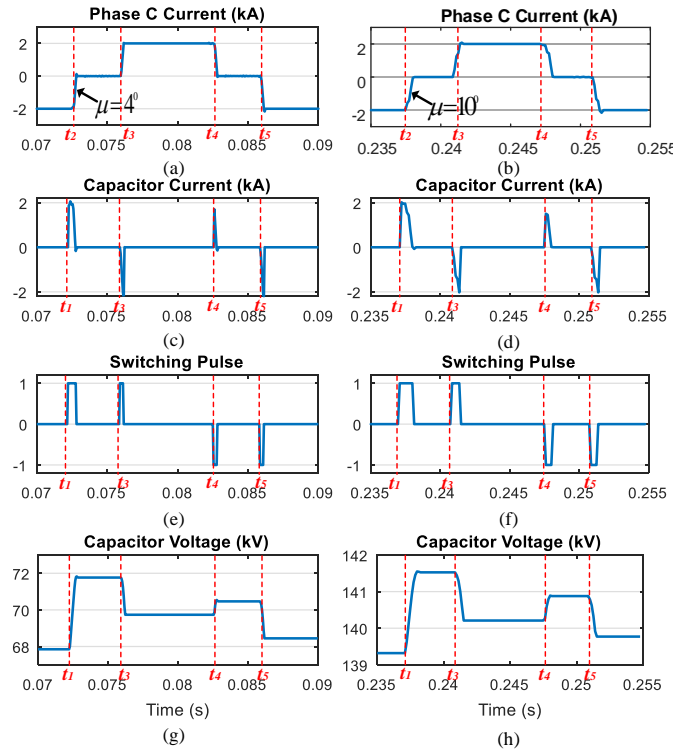 Phase C Current (kA)
2
0
-2
μ=4⁰
t2 t3 t4 t5
0.07 0.075 0.08 0.085 0.09
(a)
Phase C Current (kA)
2
0
-2
μ=10⁰
t2 t3 t4 t5
0.235 0.24 0.245 0.25 0.255
(b)
Capacitor Current (kA)
2
0
-2
t1 t3 t4 t5
0.07 0.075 0.08 0.085 0.09
(c)
Capacitor Current (kA)
2
0
-2
t1 t3 t4 t5
0.235 0.24 0.245 0.25 0.255
(d)
Switching Pulse
1
0
-1
t1 t3 t4 t5
0.07 0.075 0.08 0.085 0.09
(e)
Switching Pulse
1
0
-1
t1 t3 t4 t5
0.235 0.24 0.245 0.25 0.255
(f)
Capacitor Voltage (kV)
72
70
68
t1 t3 t4 t5
0.07 0.075 0.08 0.085 0.09
Time (s)
(g)
Capacitor Voltage (kV)
142
141
140
139
t1 t3 t4 t5
0.235 0.24 0.245 0.25 0.255
Time (s)
(h)